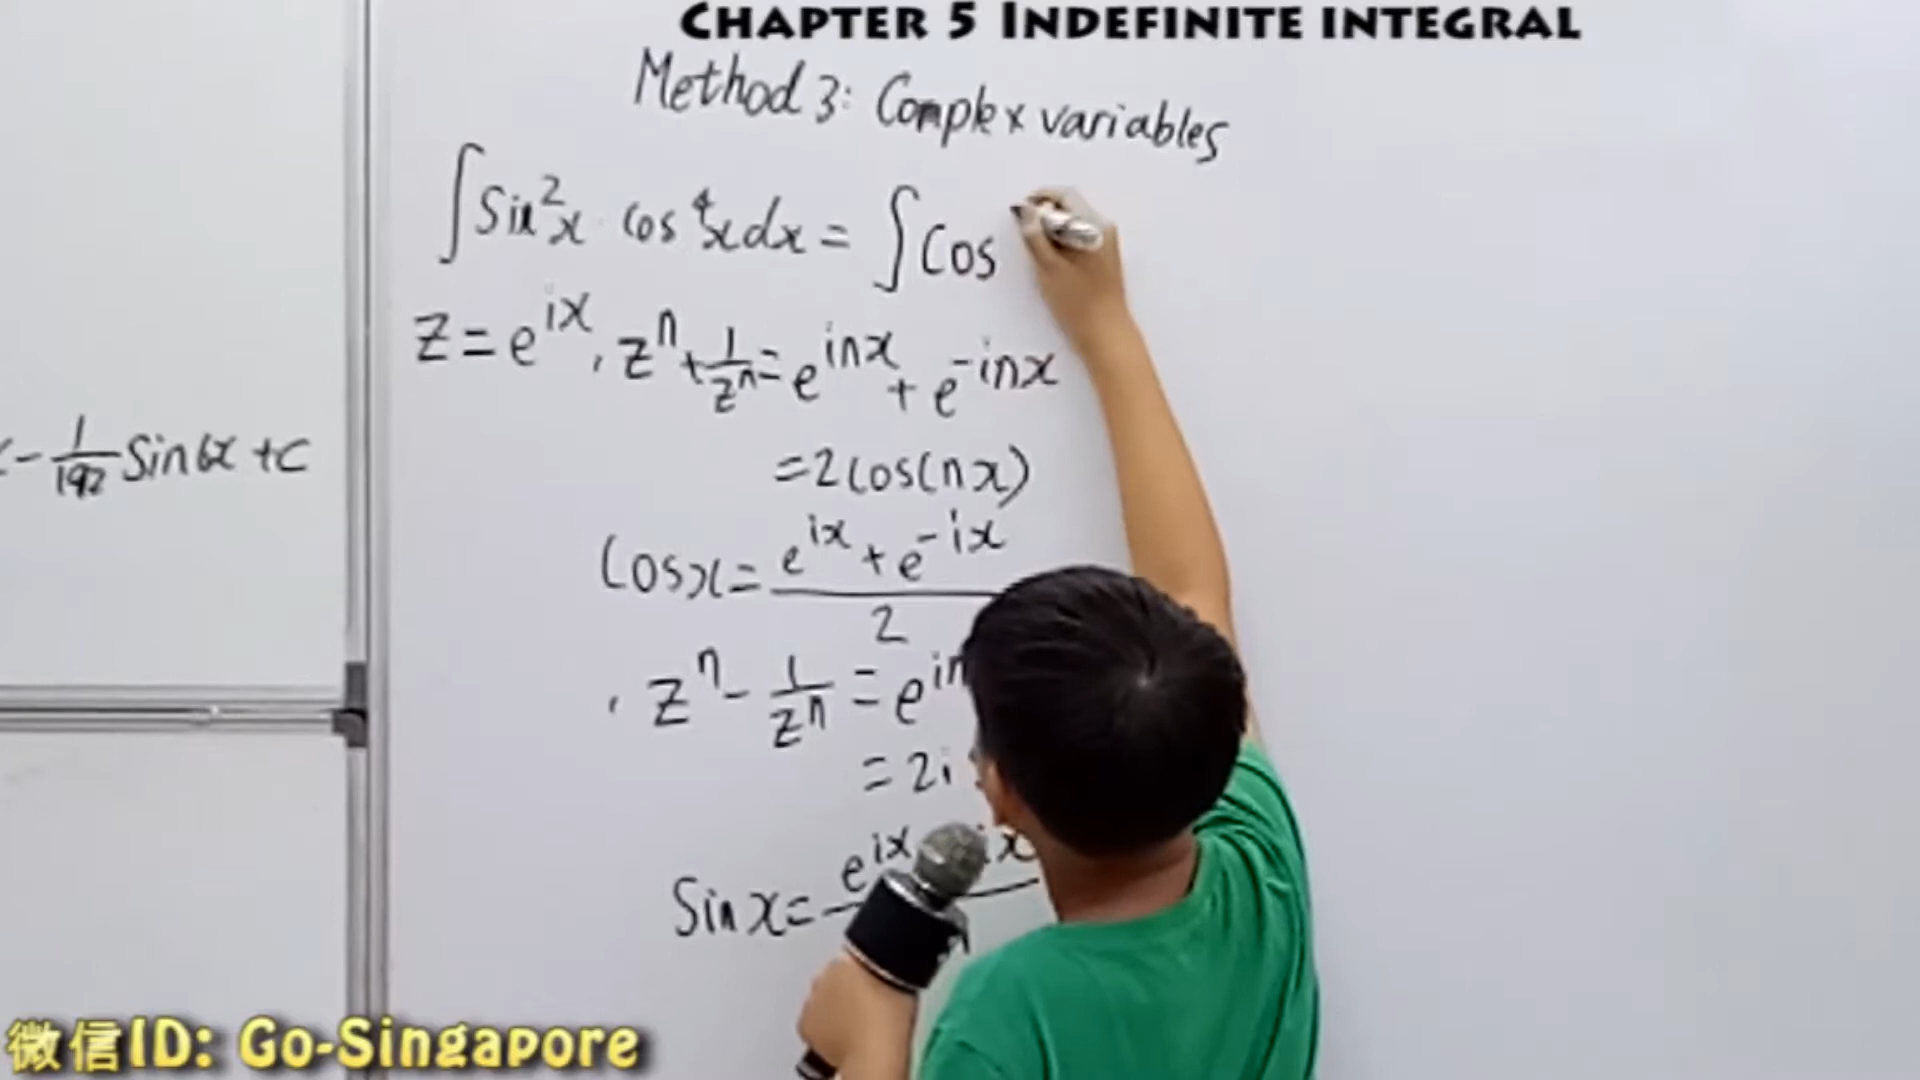 CHAPTER 5 INDEFINITE INTEGRAL
Method 3: Complex variables
∫Sin²x cos⁴x dx = ∫Cos
Z = e^{ix}, Z^n + 1/Z^n = e^{inx} + e^{-inx}
= 2Cos(nx)
- 1/192 Sin6x + C
Cosx = (e^{ix} + e^{-ix})/2
, Z^n - 1/Z^n = e^{in
= 2i
Sinx = e^{ix} ix
微信ID: Go-Singapore